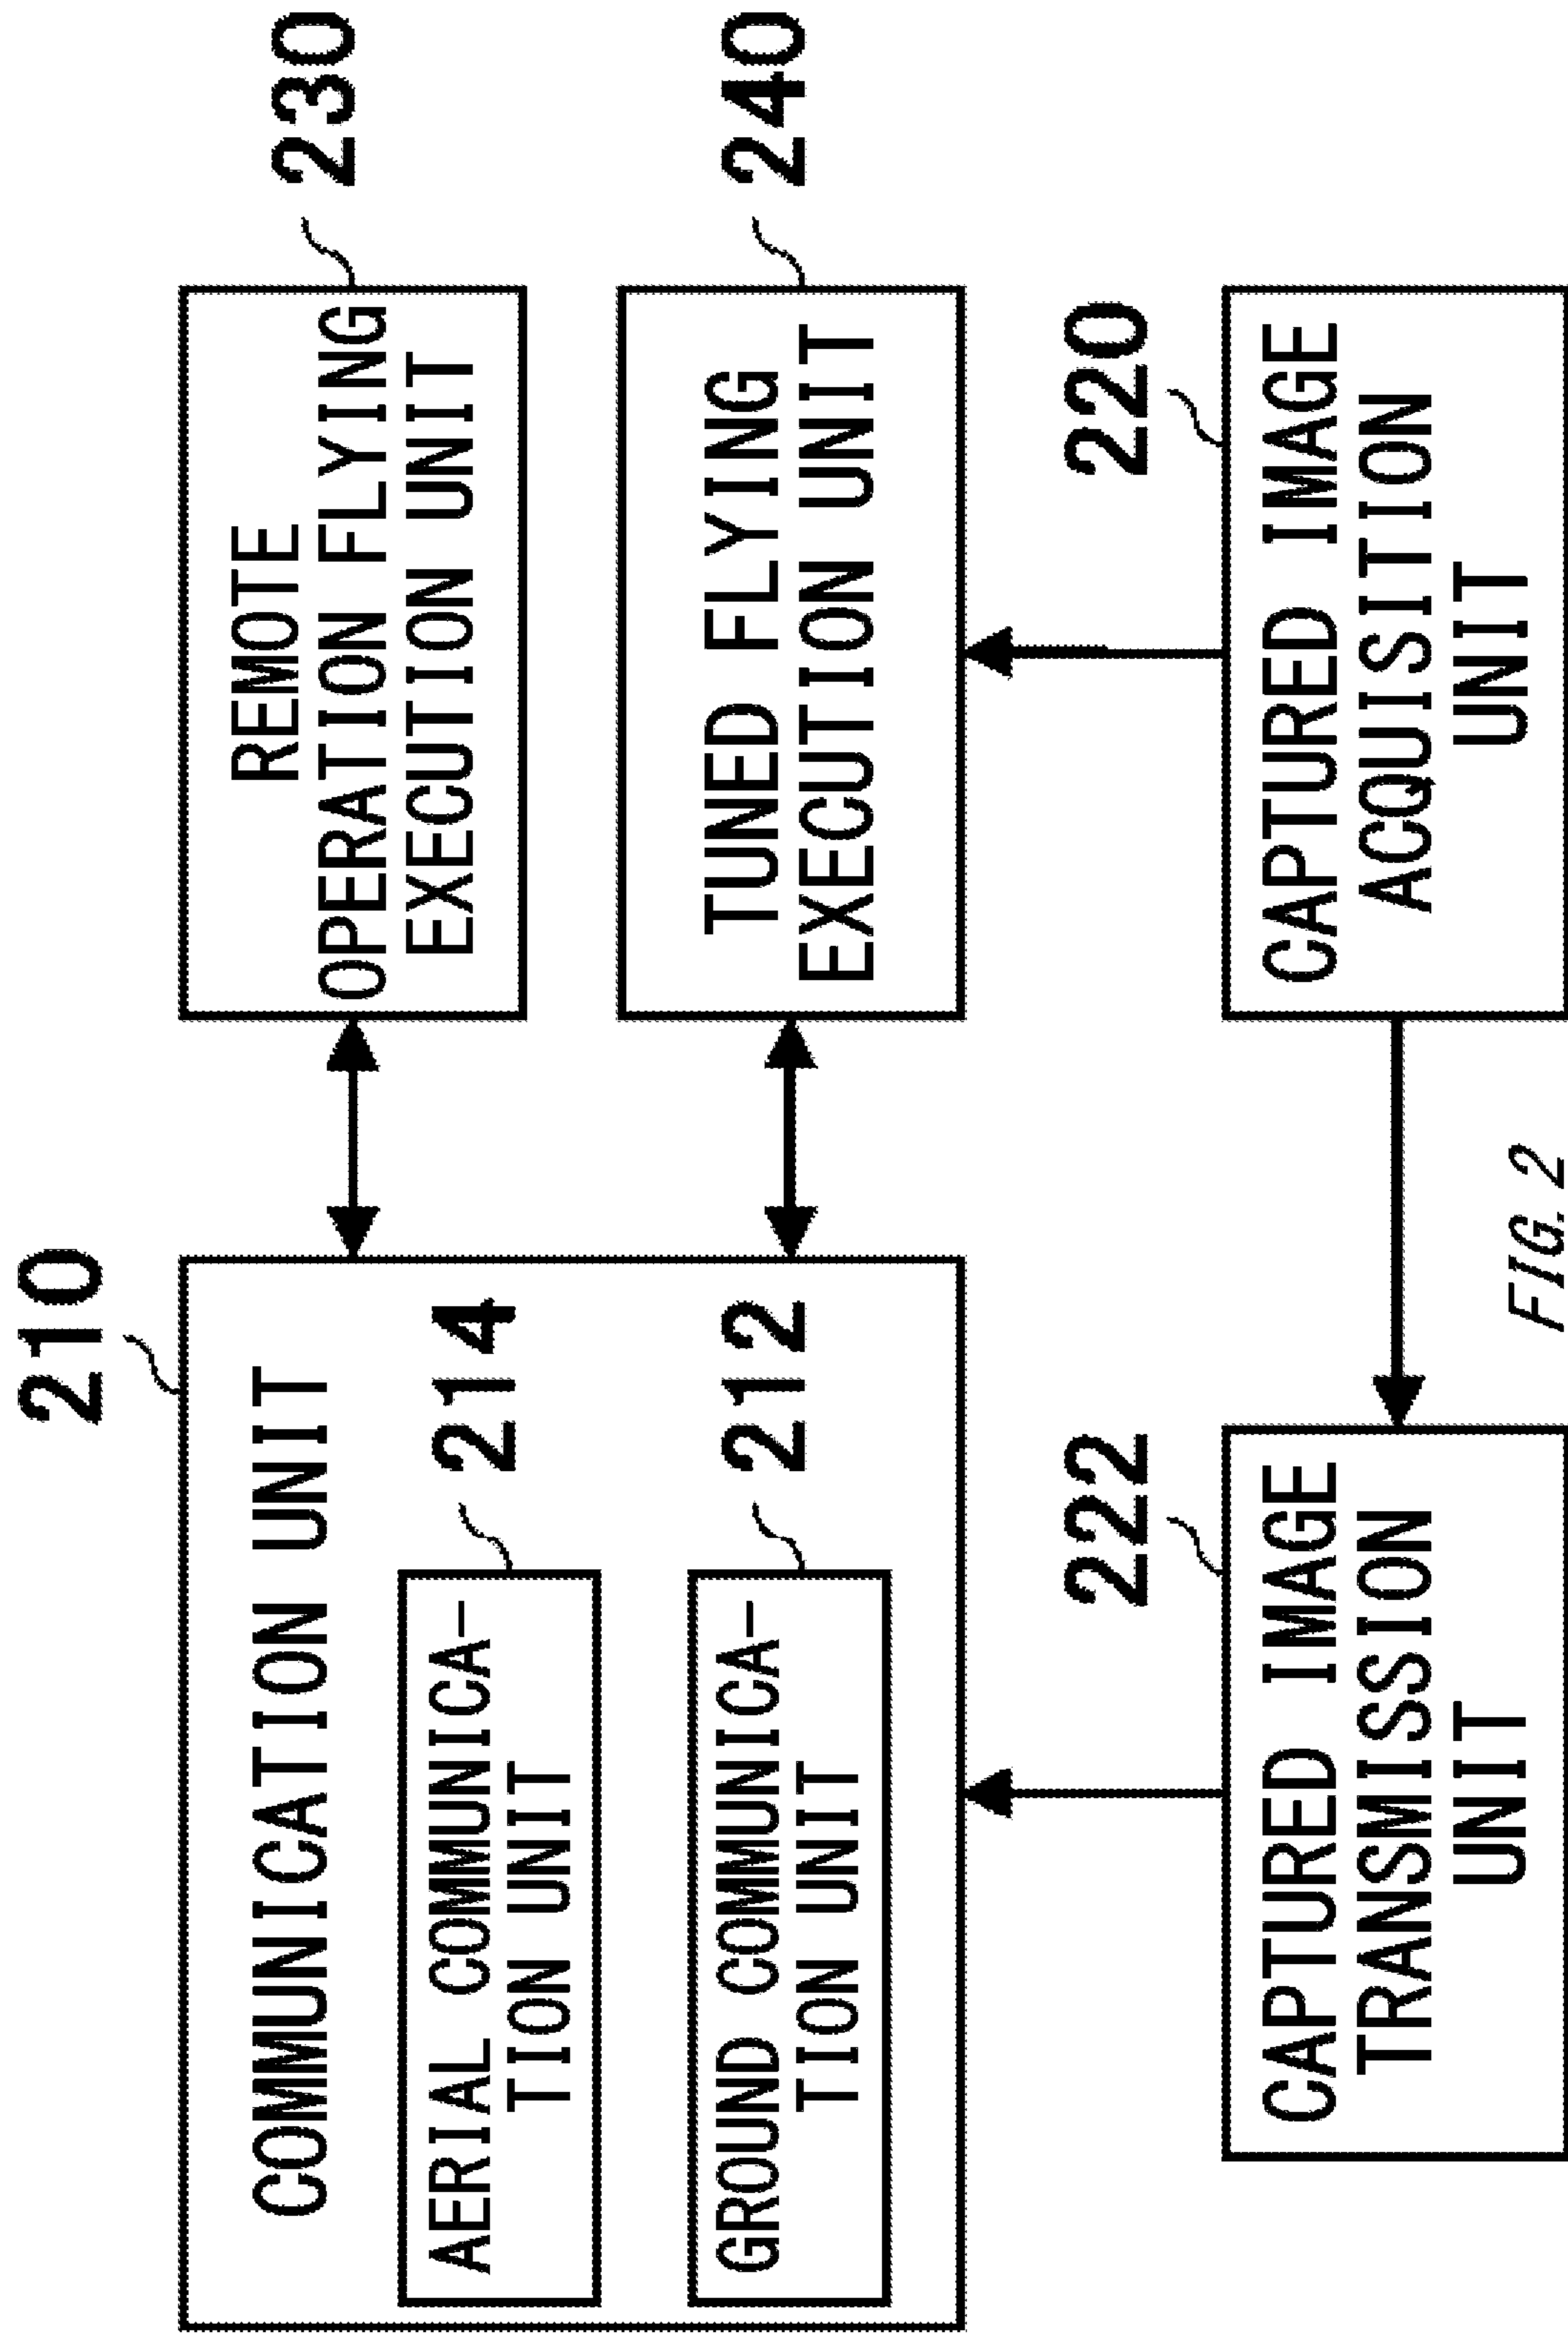 210
COMMUNICATION UNIT
214
AERIAL COMMUNICA-
TION UNIT
212
GROUND COMMUNICA-
TION UNIT
230
REMOTE
OPERATION FLYING
EXECUTION UNIT
240
TUNED FLYING
EXECUTION UNIT
222
CAPTURED IMAGE
TRANSMISSION
UNIT
220
CAPTURED IMAGE
ACQUISITION
UNIT
FIG. 2